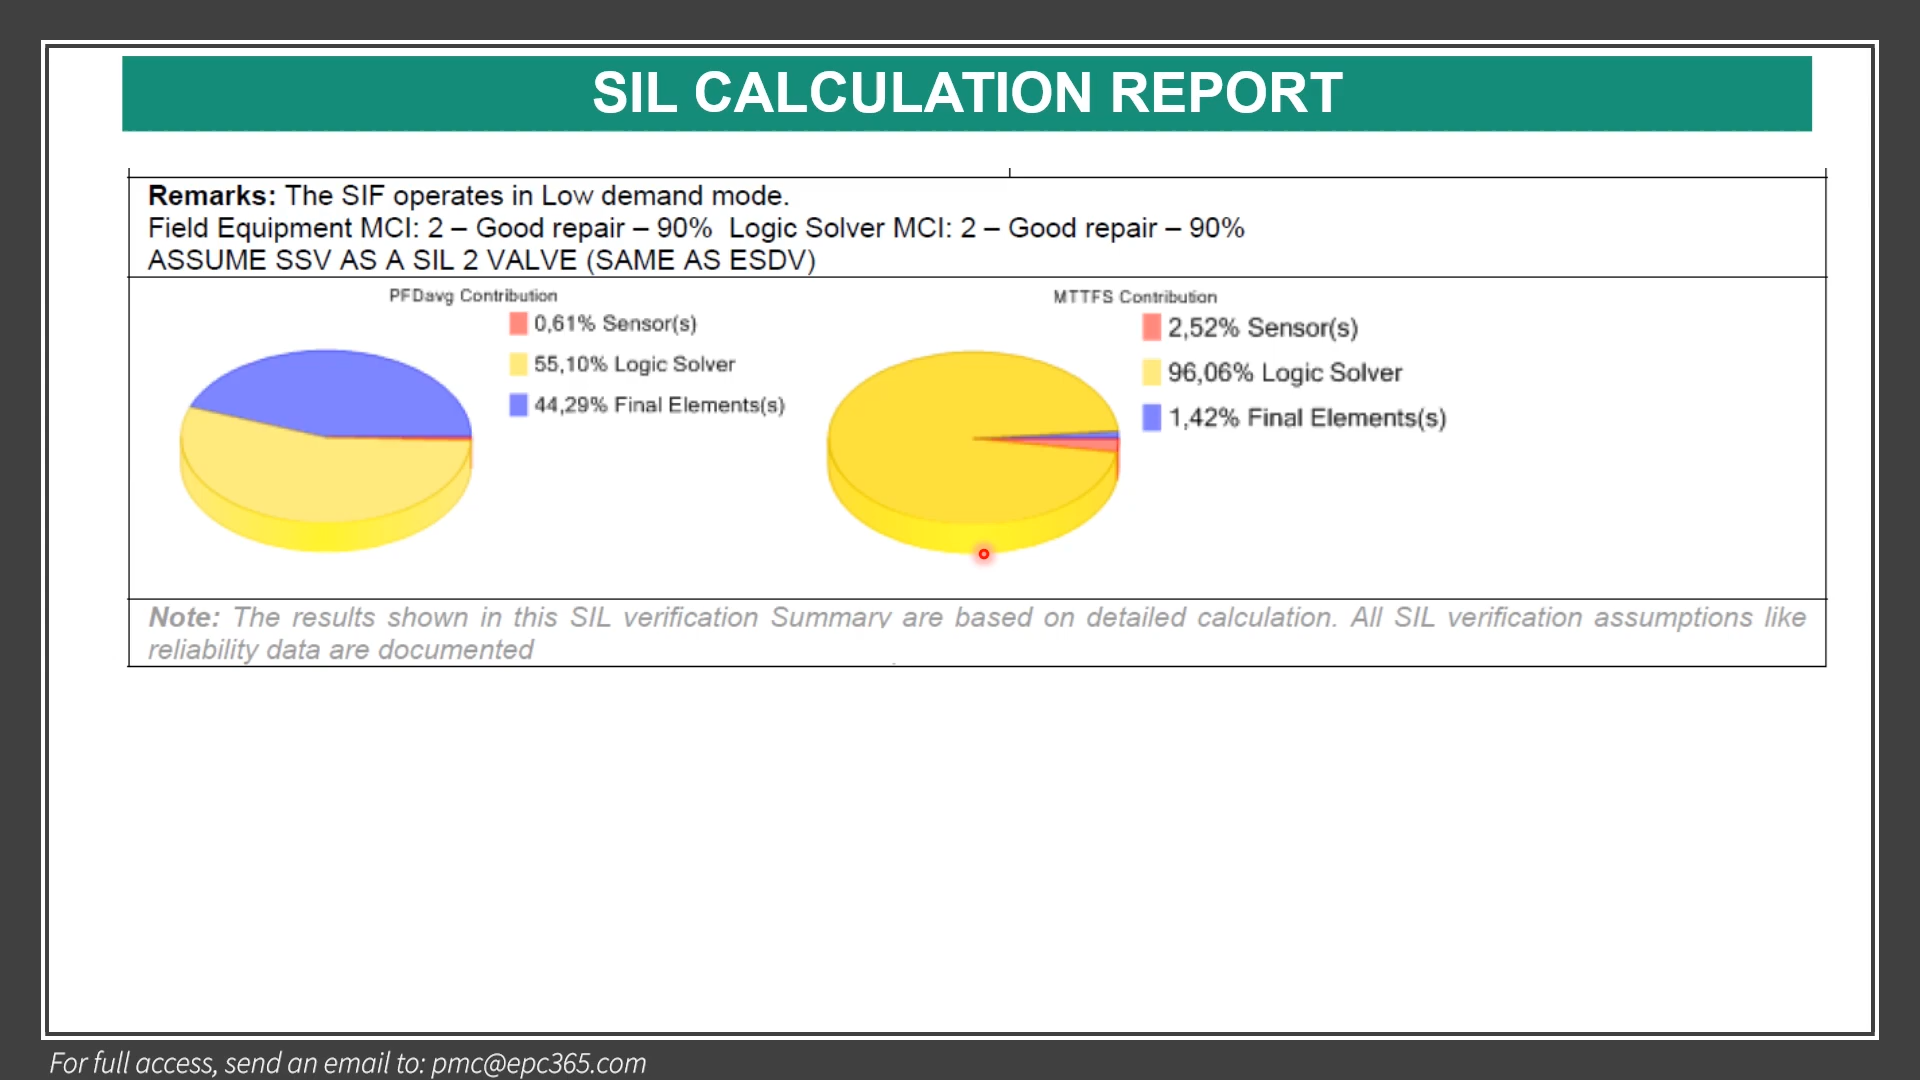 SIL CALCULATION REPORT
Remarks: The SIF operates in Low demand mode.
Field Equipment MCI: 2 – Good repair – 90%  Logic Solver MCI: 2 – Good repair – 90%
ASSUME SSV AS A SIL 2 VALVE (SAME AS ESDV)
PFDavg Contribution
0,61% Sensor(s)
55,10% Logic Solver
44,29% Final Elements(s)
MTTFS Contribution
2,52% Sensor(s)
96,06% Logic Solver
1,42% Final Elements(s)
Note: The results shown in this SIL verification Summary are based on detailed calculation. All SIL verification assumptions like
reliability data are documented
For full access, send an email to: pmc@epc365.com